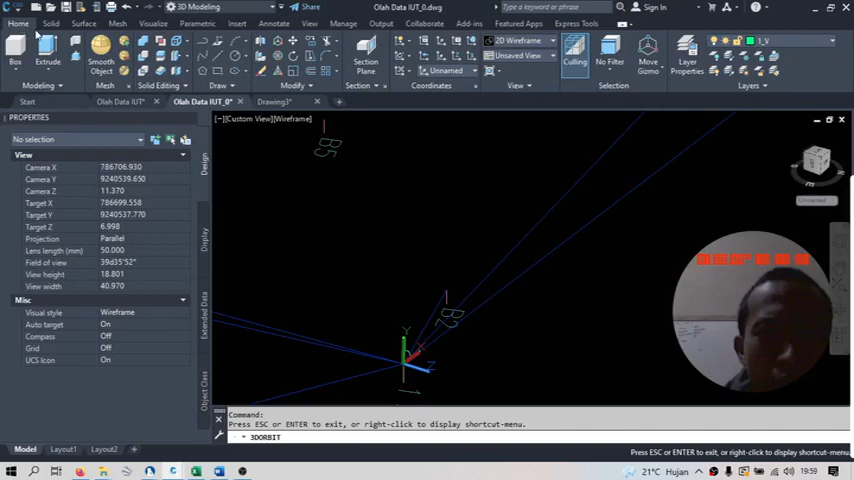 3D Modeling
Share
Olah Data IUT_0.dwg
Type a keyword or phrase
Sign In
Home Solid Surface Mesh Visualize Parametric Insert Annotate View Manage Output Collaborate Add-ins Featured Apps Express Tools
Box
Extrude
Smooth Object
Section Plane
Unnamed
2D Wireframe
Unsaved View
Culling
No Filter
Move Gizmo
Layer Properties
1_V
Modeling
Mesh
Solid Editing
Draw
Modify
Section
Coordinates
View
Selection
Layers
Start
Olah Data IUT*
Olah Data IUT_0*
Drawing3*
PROPERTIES
[−][Custom View][Wireframe]
No selection
View
Camera X 786706.930
Camera Y 9240539.650
Camera Z 11.370
Target X 786699.558
Target Y 9240537.770
Target Z 6.998
Projection Parallel
Lens length (mm) 50.000
Field of view 39d35'52"
View height 18.801
View width 40.970
Misc
Visual style Wireframe
Auto target On
Compass Off
Grid Off
UCS Icon On
Design
Display
Extended Data
Object Class
B5
B2
Y
X
Z
1
Unnamed
Command:
Press ESC or ENTER to exit, or right-click to display shortcut-menu.
3DORBIT
Model
Layout1
Layout2
Press ESC or ENTER to exit, or right-click to display shortcut-menu.
21°C Hujan
19:59